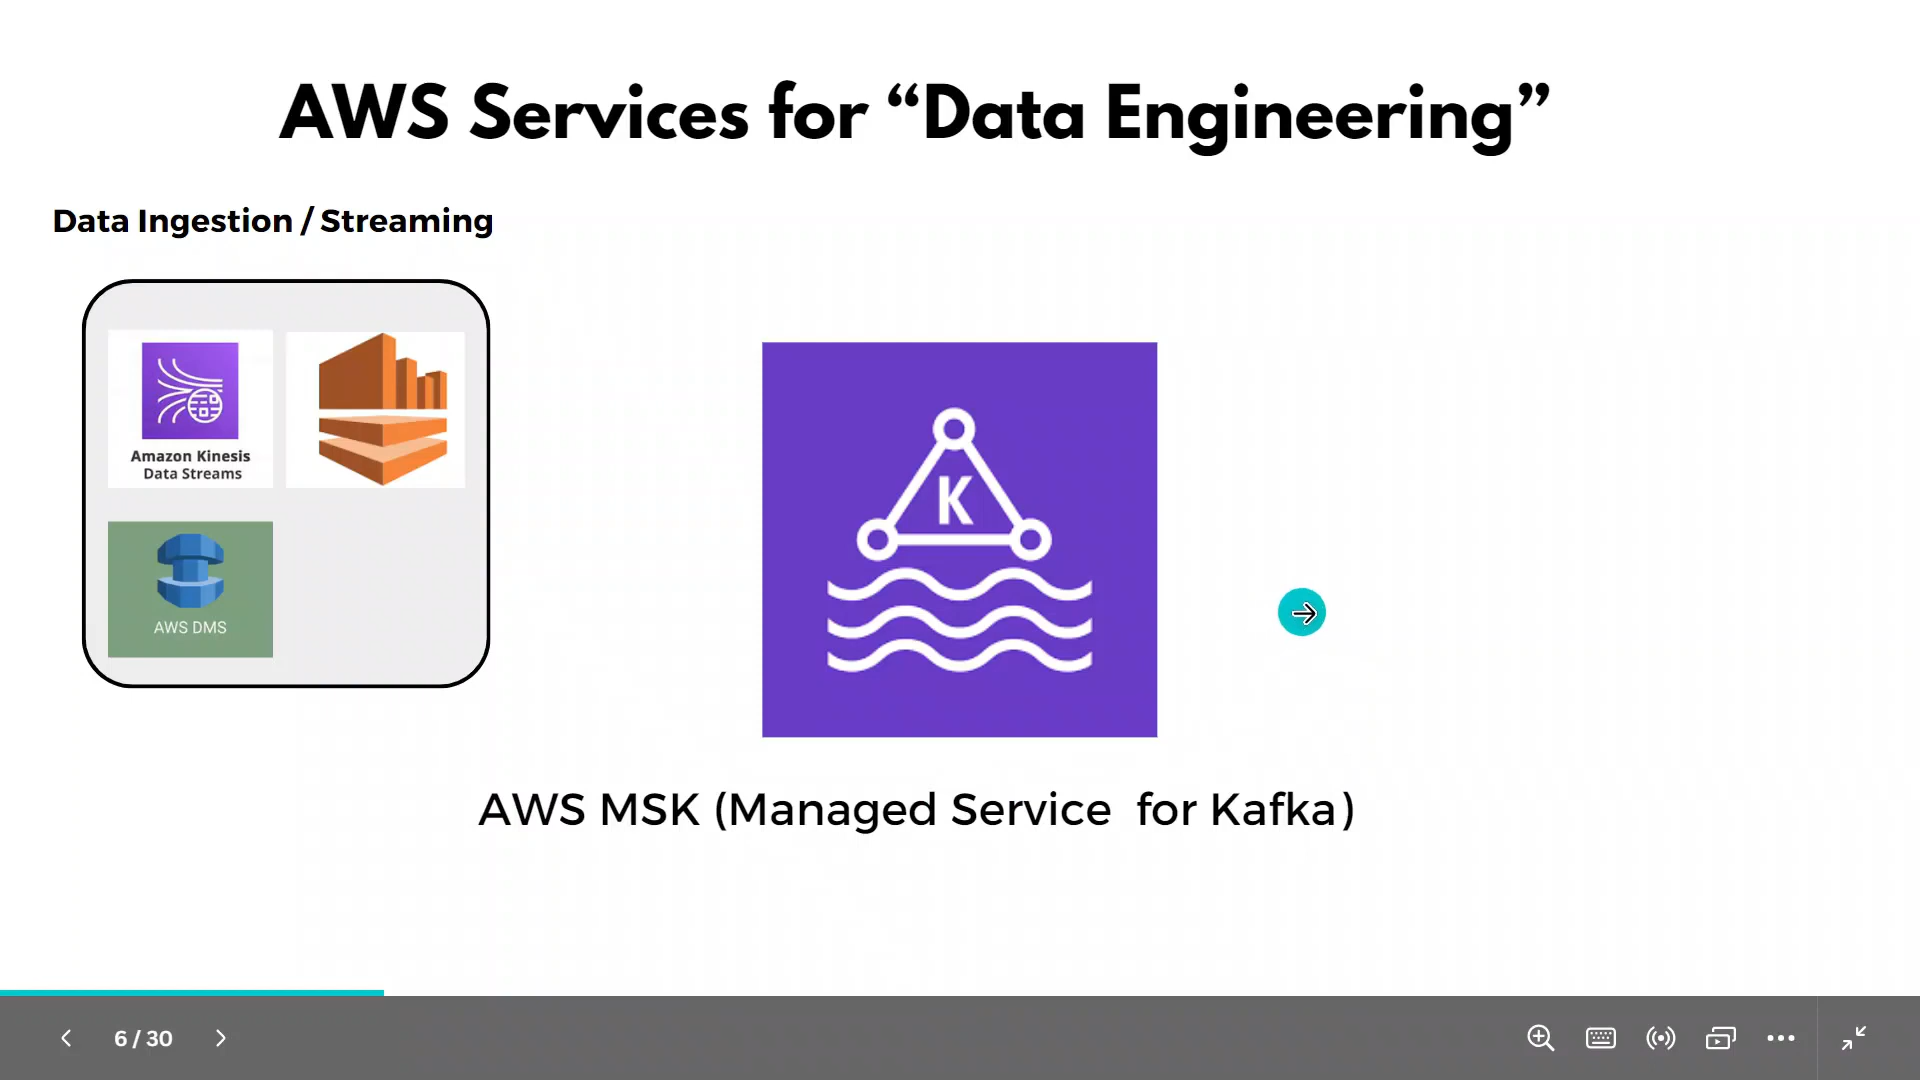 AWS Services for “Data Engineering”
Data Ingestion / Streaming
Amazon Kinesis
Data Streams
AWS DMS
K
AWS MSK (Managed Service for Kafka)
6 / 30